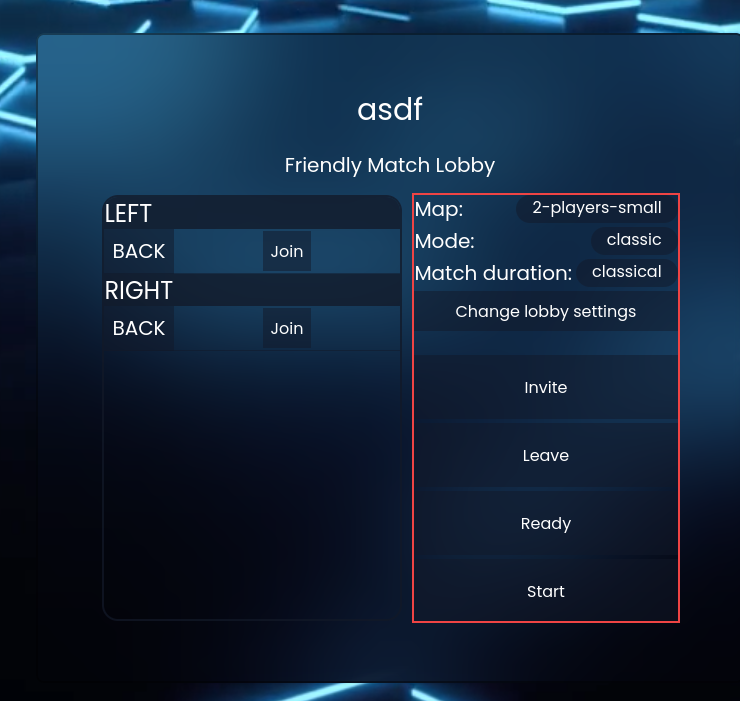 asdf
Friendly Match Lobby
LEFT
BACK Join
RIGHT
BACK Join
Map: 2-players-small
Mode: classic
Match duration: classical
Change lobby settings
Invite
Leave
Ready
Start